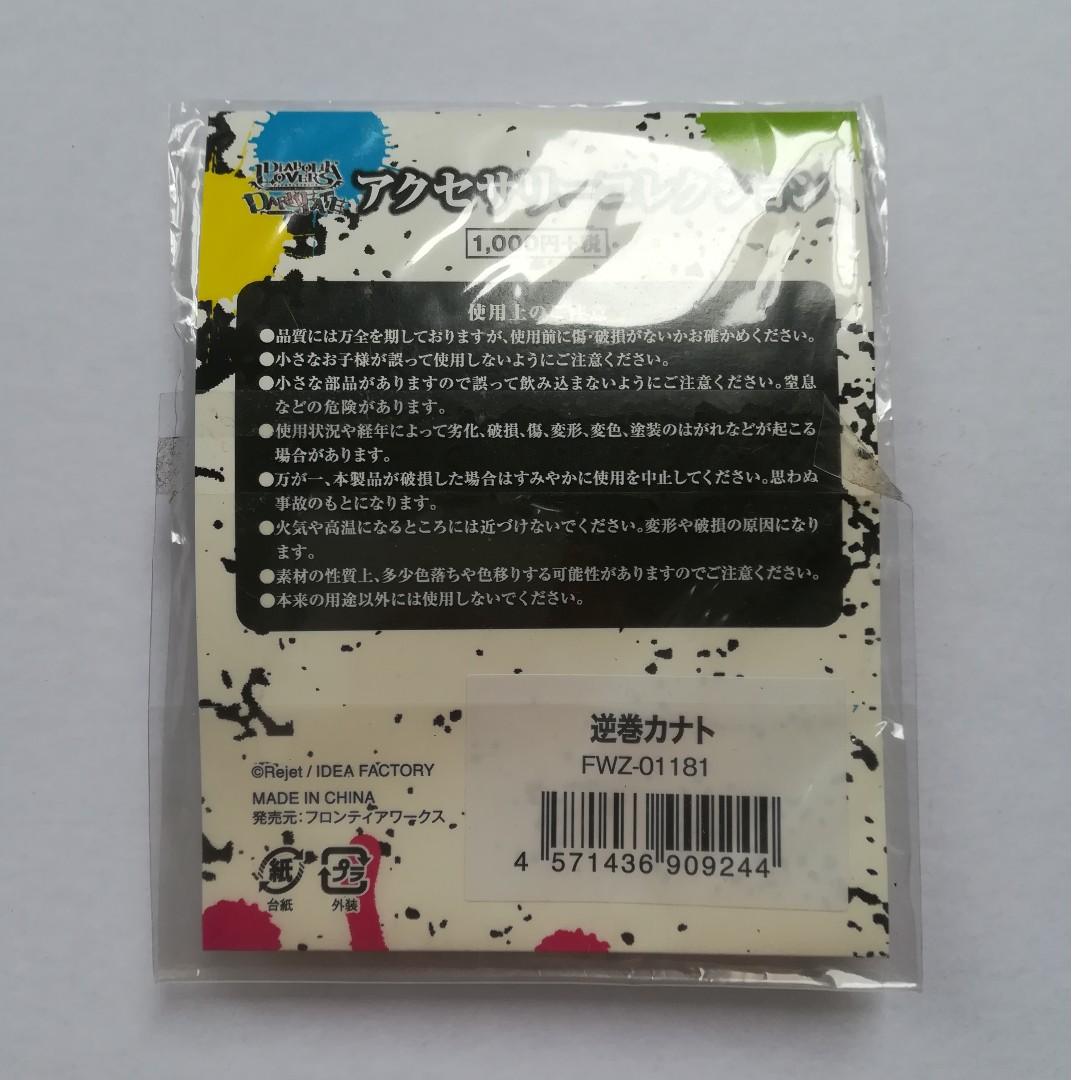 DIABOLIK LOVERS
DARK FATE
アクセサリーコレクション
1,000円+税
使用上のご注意
●品質には万全を期しておりますが、使用前に傷・破損がないかお確かめください。
●小さなお子様が誤って使用しないようにご注意ください。
●小さな部品がありますので誤って飲み込まないようにご注意ください。窒息
などの危険があります。
●使用状況や経年によって劣化、破損、傷、変形、変色、塗装のはがれなどが起こる
場合があります。
●万が一、本製品が破損した場合はすみやかに使用を中止してください。思わぬ
事故のもとになります。
●火気や高温になるところには近づけないでください。変形や破損の原因になり
ます。
●素材の性質上、多少色落ちや色移りする可能性がありますのでご注意ください。
●本来の用途以外には使用しないでください。
©Rejet / IDEA FACTORY
MADE IN CHINA
発売元:フロンティアワークス
紙
台紙
プラ
外装
逆巻カナト
FWZ-01181
4 571436 909244